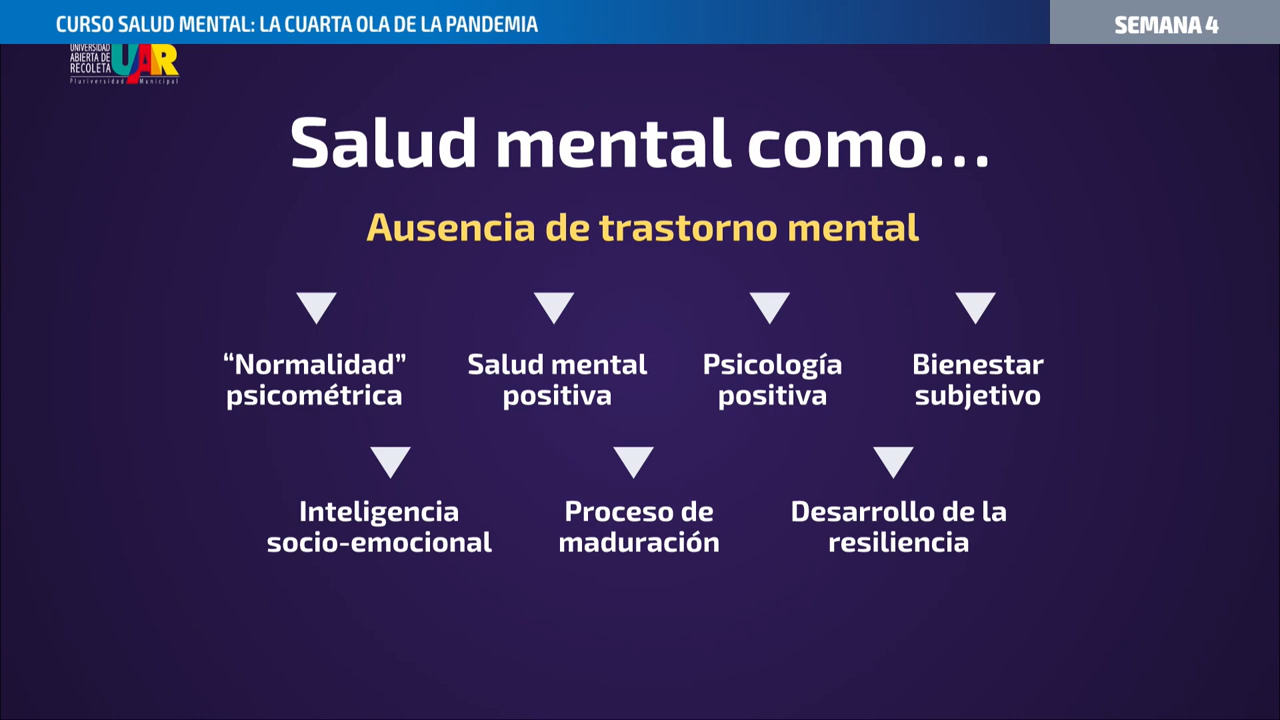 CURSO SALUD MENTAL: LA CUARTA OLA DE LA PANDEMIA
SEMANA 4
UNIVERSIDAD
ABIERTA DE
RECOLETA
UAR
Pluriversidad Municipal
Salud mental como...
Ausencia de trastorno mental
“Normalidad”
psicométrica
Salud mental
positiva
Psicología
positiva
Bienestar
subjetivo
Inteligencia
socio-emocional
Proceso de
maduración
Desarrollo de la
resiliencia